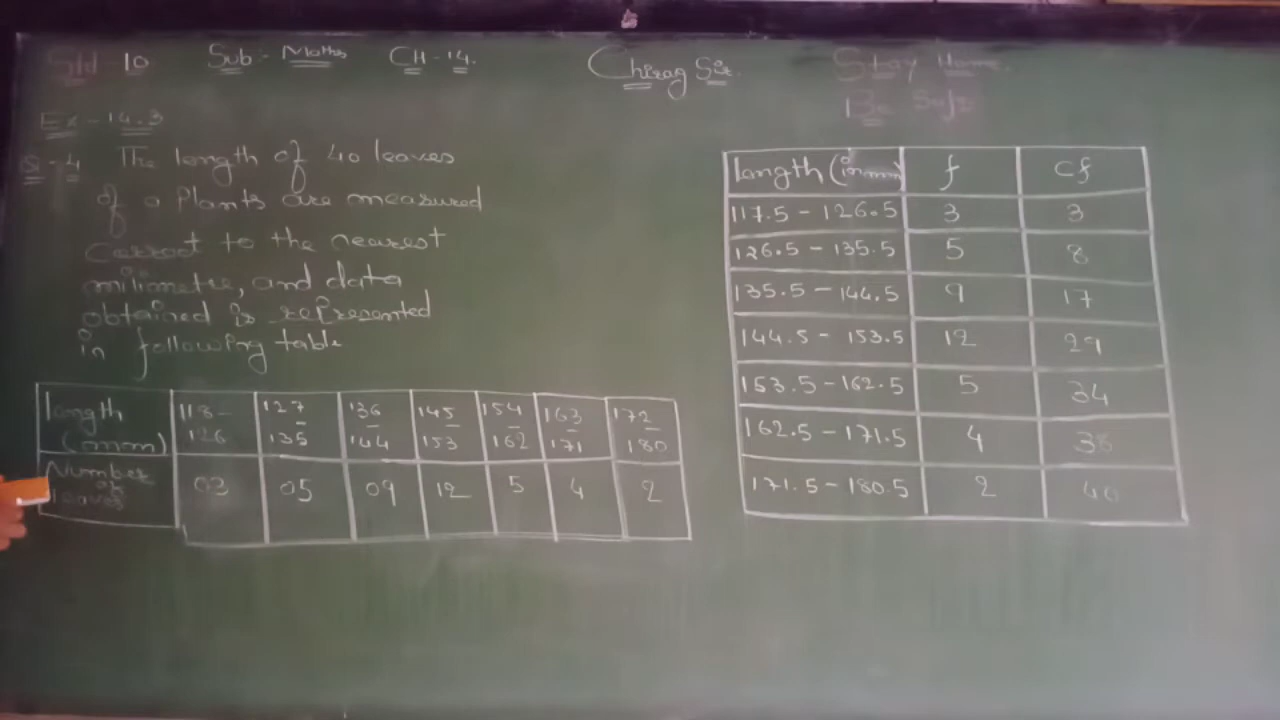 Std - 10 Sub:- Maths CH-14. Chirag Sir. Stay Home.
Be Safe
Ex - 14.3
Q-4 The length of 40 leaves
of a Plants are measured
Correct to the nearest
milimetre, and data
obtained is represented
in following table
length (mm) 118-126 127-135 136-144 145-153 154-162 163-171 172-180
Number of leaves 03 05 09 12 5 4 2
length (in mm) f cf
117.5 - 126.5 3 3
126.5 - 135.5 5 8
135.5 - 144.5 9 17
144.5 - 153.5 12 29
153.5 - 162.5 5 34
162.5 - 171.5 4 38
171.5 - 180.5 2 40